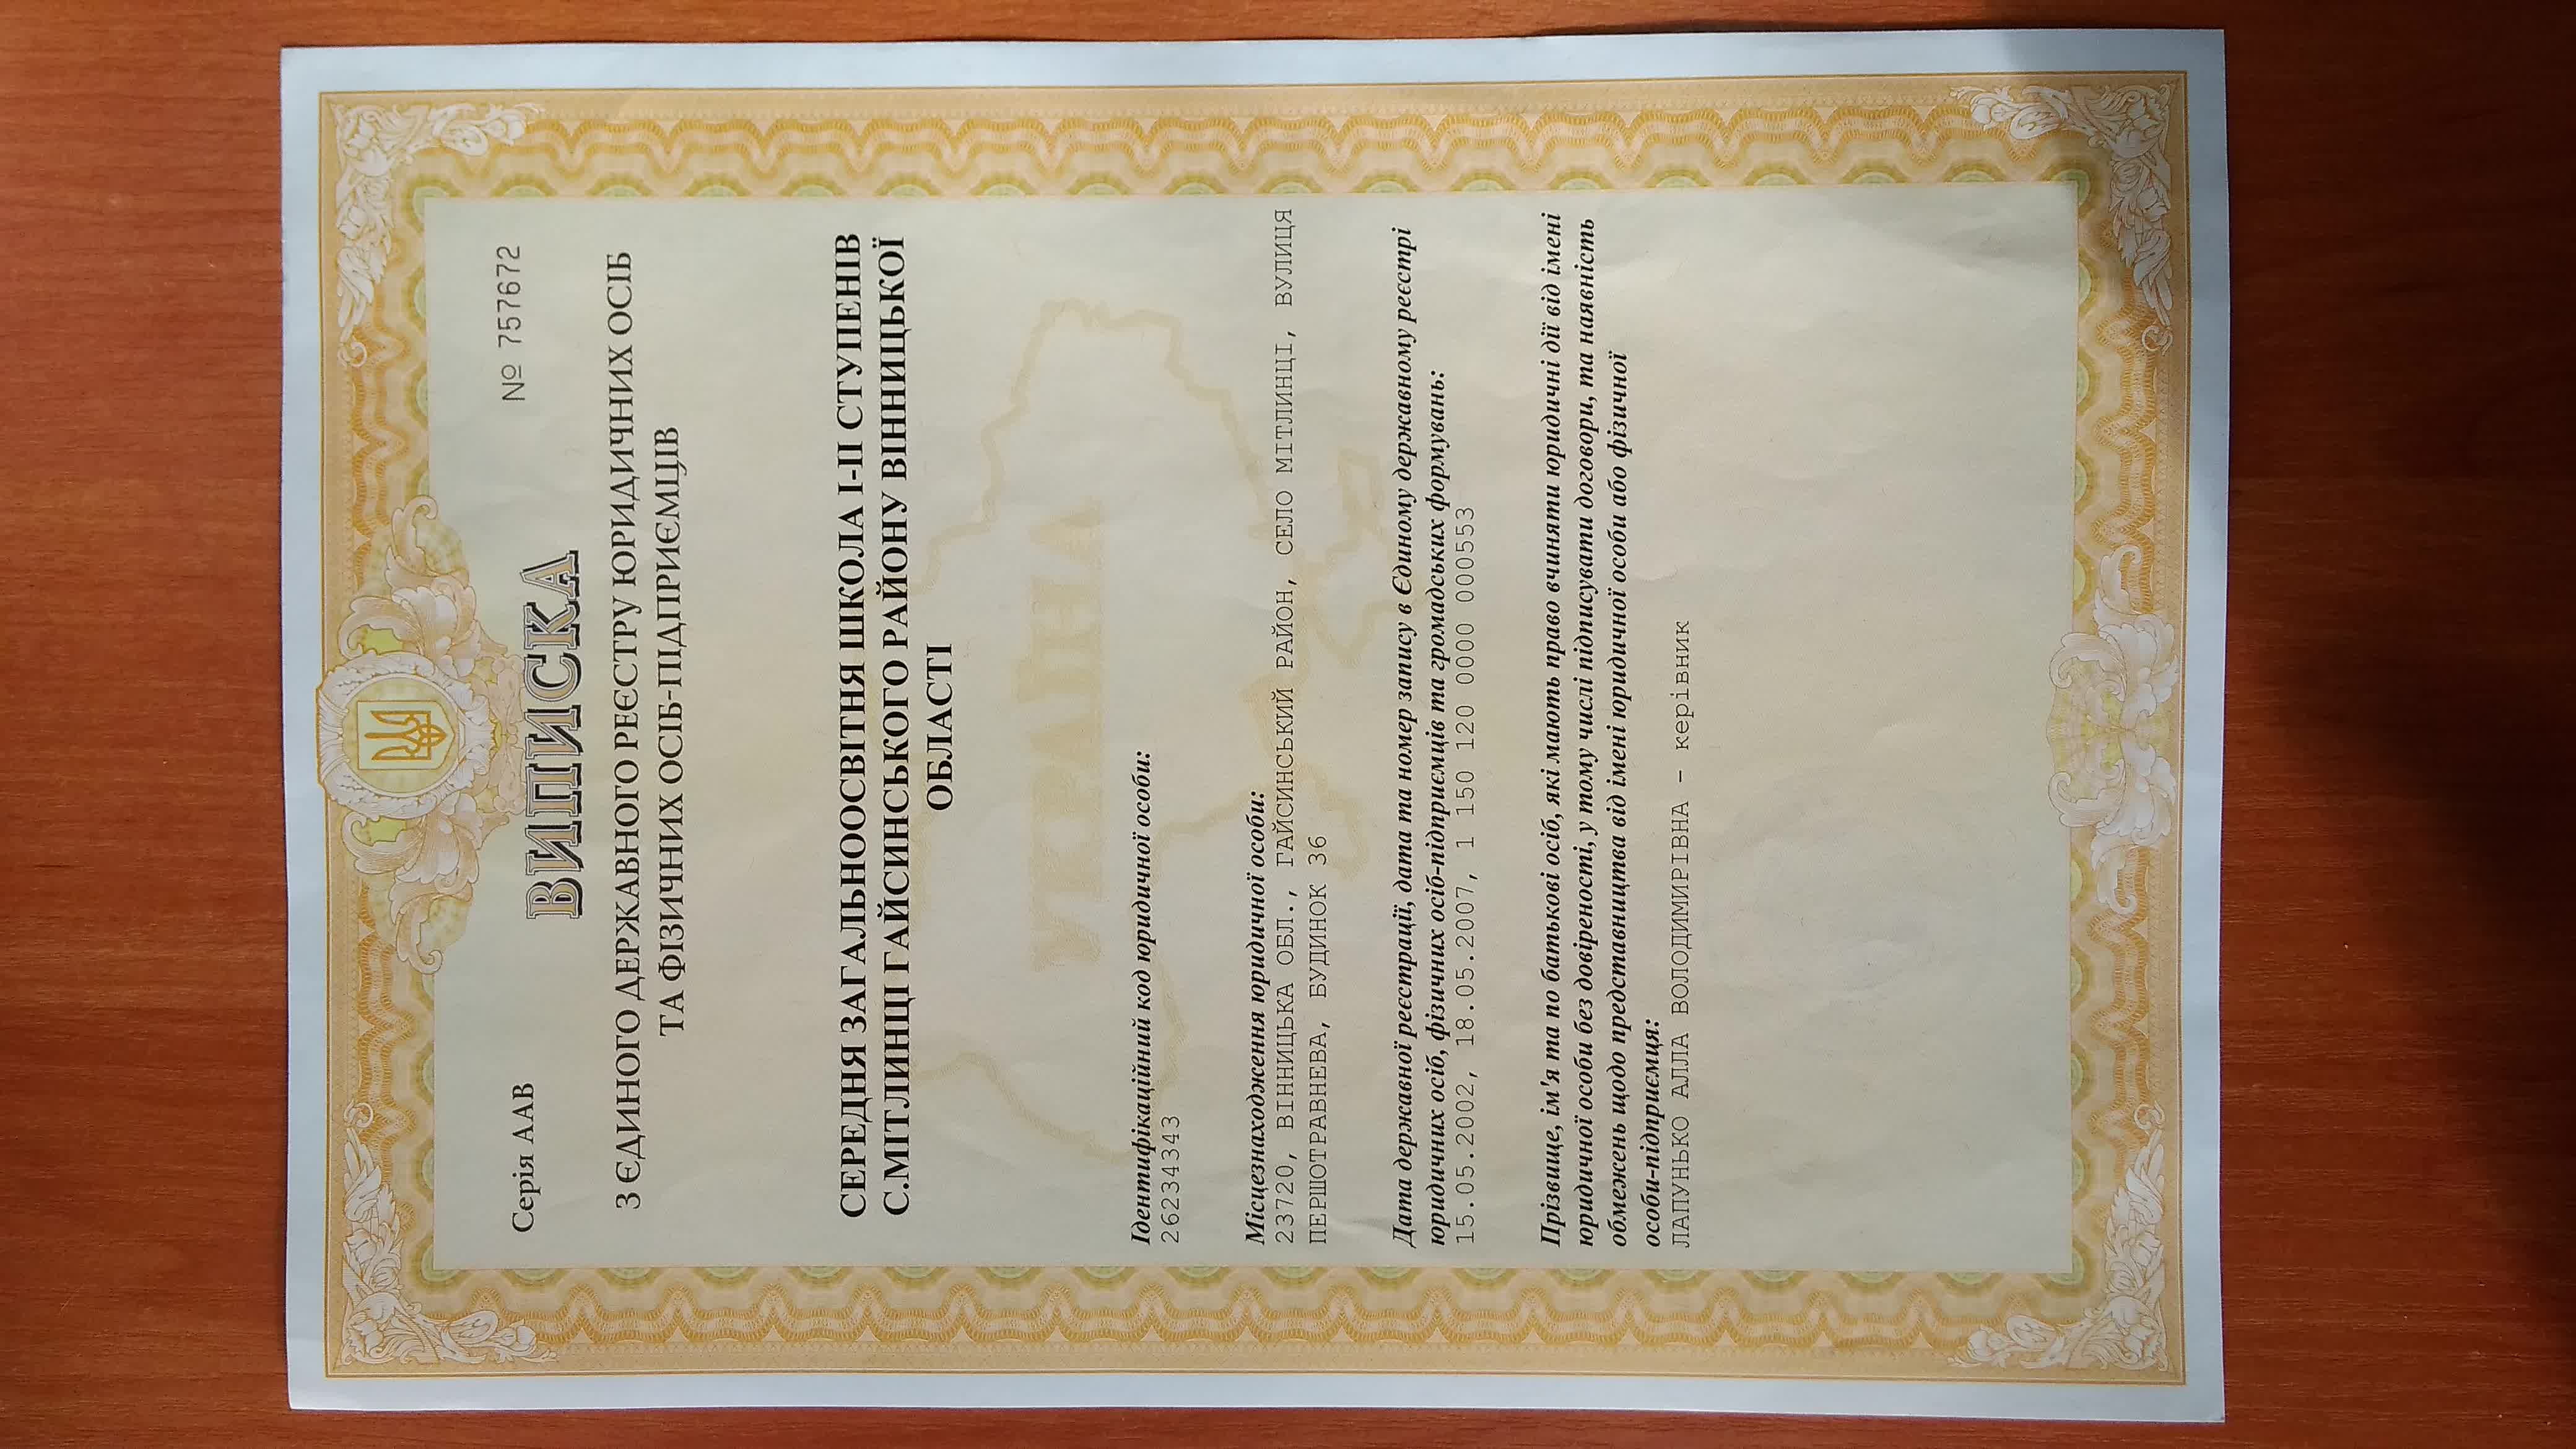 Серія ААВ № 757672
ВИПИСКА
З ЄДИНОГО ДЕРЖАВНОГО РЕЄСТРУ ЮРИДИЧНИХ ОСІБ
ТА ФІЗИЧНИХ ОСІБ-ПІДПРИЄМЦІВ
СЕРЕДНЯ ЗАГАЛЬНООСВІТНЯ ШКОЛА І-ІІ СТУПЕНІВ
С.МІТЛИНЦІ ГАЙСИНСЬКОГО РАЙОНУ ВІННИЦЬКОЇ
ОБЛАСТІ
УКРАЇНА
Ідентифікаційний код юридичної особи:
26234343
Місцезнаходження юридичної особи:
23720, ВІННИЦЬКА ОБЛ., ГАЙСИНСЬКИЙ РАЙОН, СЕЛО МІТЛИНЦІ, ВУЛИЦЯ
ПЕРШОТРАВНЕВА, БУДИНОК 36
Дата державної реєстрації, дата та номер запису в Єдиному державному реєстрі
юридичних осіб, фізичних осіб-підприємців та громадських формувань:
15.05.2002, 18.05.2007, 1 150 120 0000 000553
Прізвище, ім'я та по батькові осіб, які мають право вчиняти юридичні дії від імені
юридичної особи без довіреності, у тому числі підписувати договори, та наявність
обмежень щодо представництва від імені юридичної особи або фізичної
особи-підприємця:
ЛАПУНЬКО АЛЛА ВОЛОДИМИРІВНА - керівник